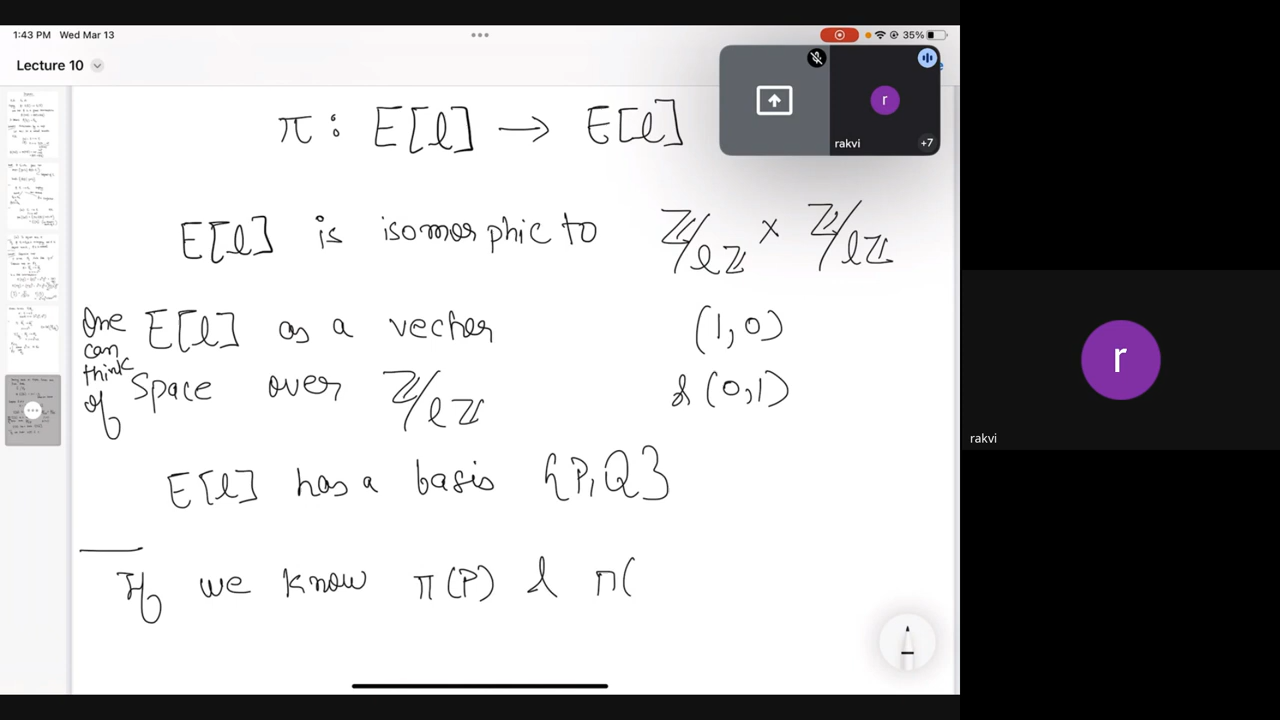 1:43 PM Wed Mar 13
35%
Lecture 10
π : E[l] → E[l]
rakvi
+7
r
E[l] is isomorphic to ℤ/lℤ × ℤ/lℤ
One can think of E[l] as a vector space over ℤ/lℤ
(1,0)
& (0,1)
E[l] has a basis {P, Q}
If we know π(P) & π(
r
rakvi